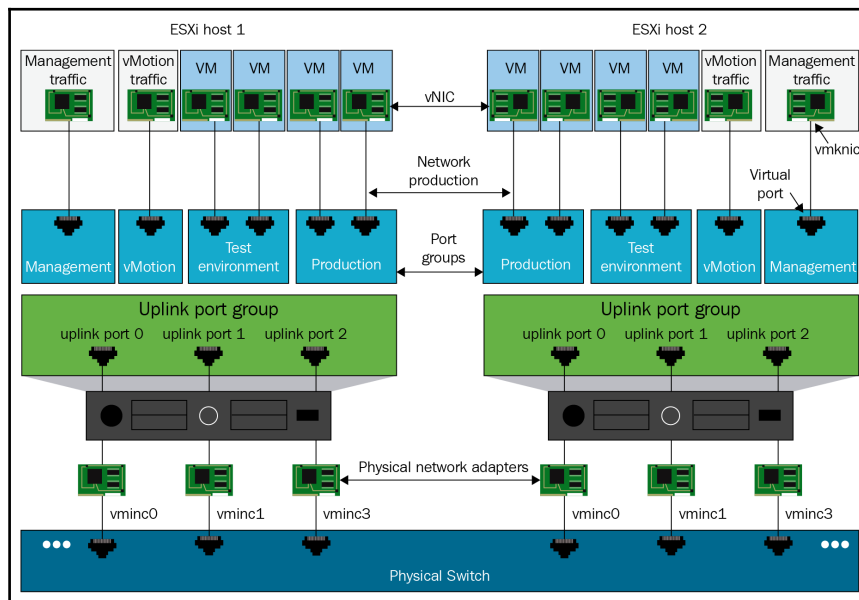 ESXi host 1
ESXi host 2
Management traffic
vMotion traffic
VM
VM
VM
VM
vNIC
VM
VM
VM
VM
vMotion traffic
Management traffic
vmknic
Network production
Virtual port
Management
vMotion
Test environment
Production
Port groups
Production
Test environment
vMotion
Management
Uplink port group
uplink port 0
uplink port 1
uplink port 2
Uplink port group
uplink port 0
uplink port 1
uplink port 2
Physical network adapters
vminc0
vminc1
vminc3
vminc0
vminc1
vminc3
Physical Switch